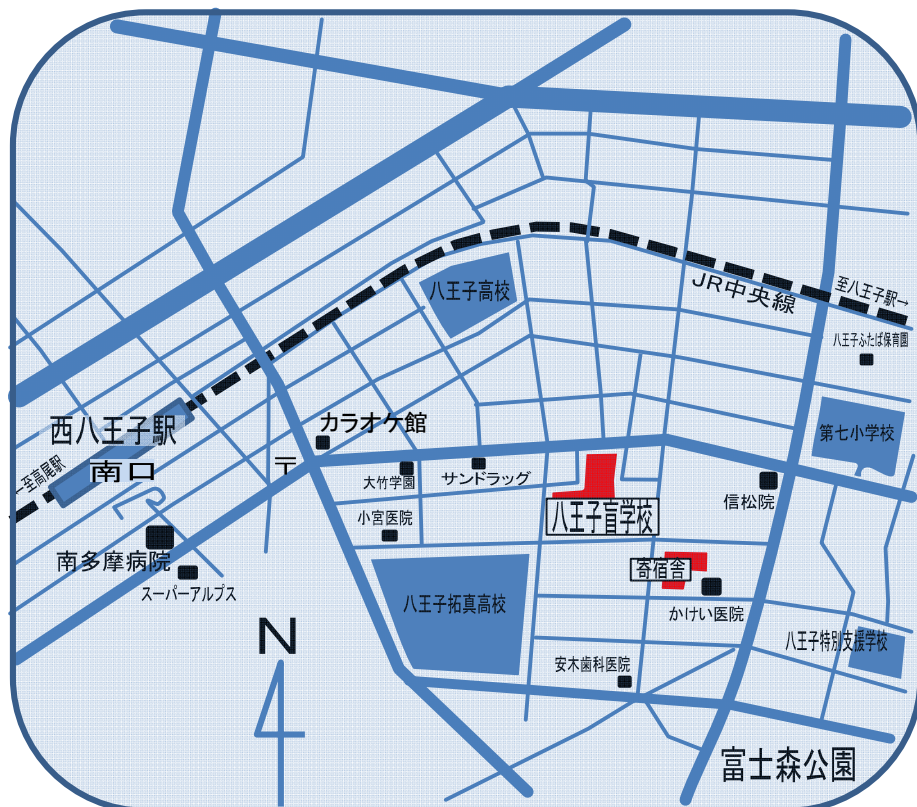 八王子高校
JR中央線
至八王子駅→
八王子ふたば保育園
西八王子駅
南口
←至高尾駅
カラオケ館
〒
大竹学園
サンドラッグ
第七小学校
信松院
小宮医院
八王子盲学校
南多摩病院
スーパーアルプス
寄宿舎
八王子拓真高校
かけい医院
N
安木歯科医院
八王子特別支援学校
富士森公園